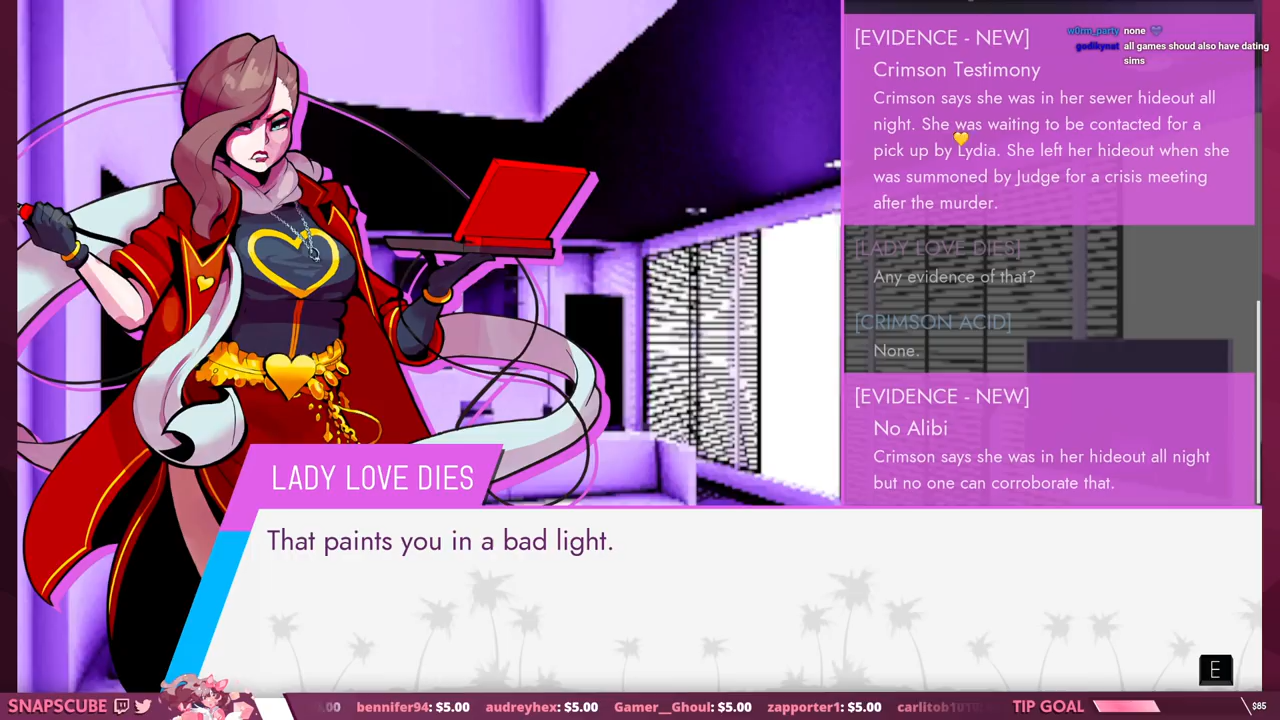 [EVIDENCE - NEW]
w0rm_party none
godlkynat all games shoud also have dating
sims
Crimson Testimony
Crimson says she was in her sewer hideout all
night. She was waiting to be contacted for a
pick up by Lydia. She left her hideout when she
was summoned by Judge for a crisis meeting
after the murder.
[LADY LOVE DIES]
Any evidence of that?
[CRIMSON ACID]
None.
[EVIDENCE - NEW]
No Alibi
Crimson says she was in her hideout all night
but no one can corroborate that.
LADY LOVE DIES
That paints you in a bad light.
E
SNAPSCUBE .00 bennifer94: $5.00 audreyhex: $5.00 Gamer__Ghoul: $5.00 zapporter1: $5.00 TIP GOAL $85